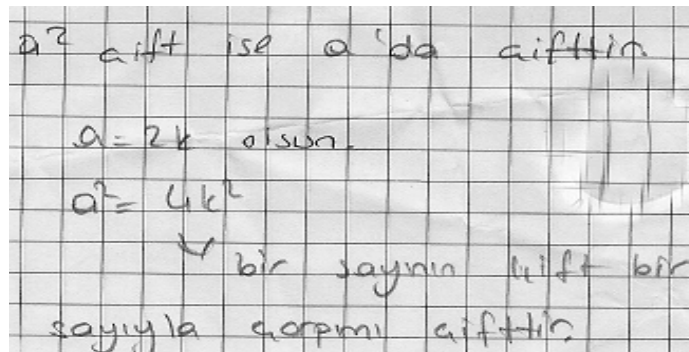 a² çift ise a'da çifttir.
a = 2k olsun.
a² = 4k²
bir sayının çift bir
sayıyla çarpımı çifttir.